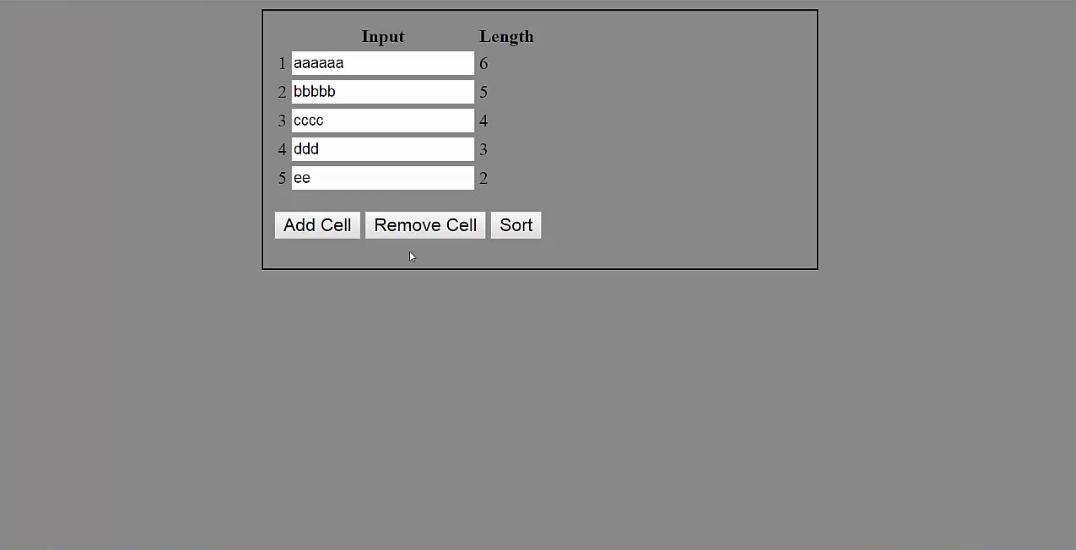 Input Length
1 aaaaaa 6
2 bbbbb 5
3 cccc 4
4 ddd 3
5 ee 2
Add Cell Remove Cell Sort